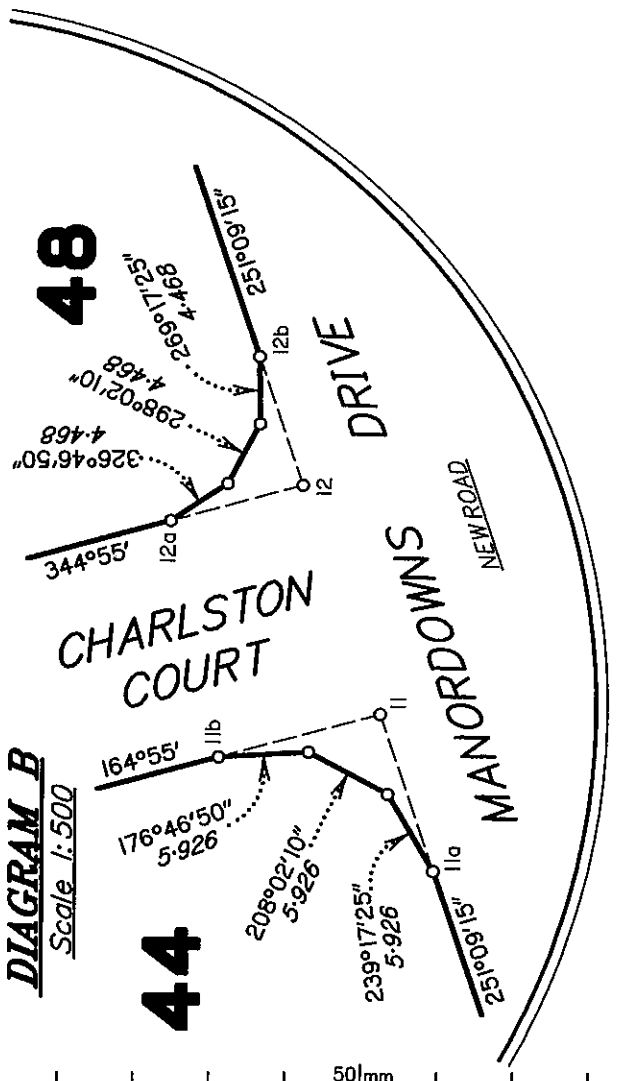 DIAGRAM B
Scale 1:500
44
48
344°55'
326°46'50"
4·468
298°02'10"
4·468
269°17'25"
4·468
251°09'15"
12a
12
12b
CHARLSTON
COURT
MANORDOWNS DRIVE
NEW ROAD
164°55'
11b
176°46'50"
5·926
208°02'10"
5·926
239°17'25"
5·926
251°09'15"
11
11a
50 mm